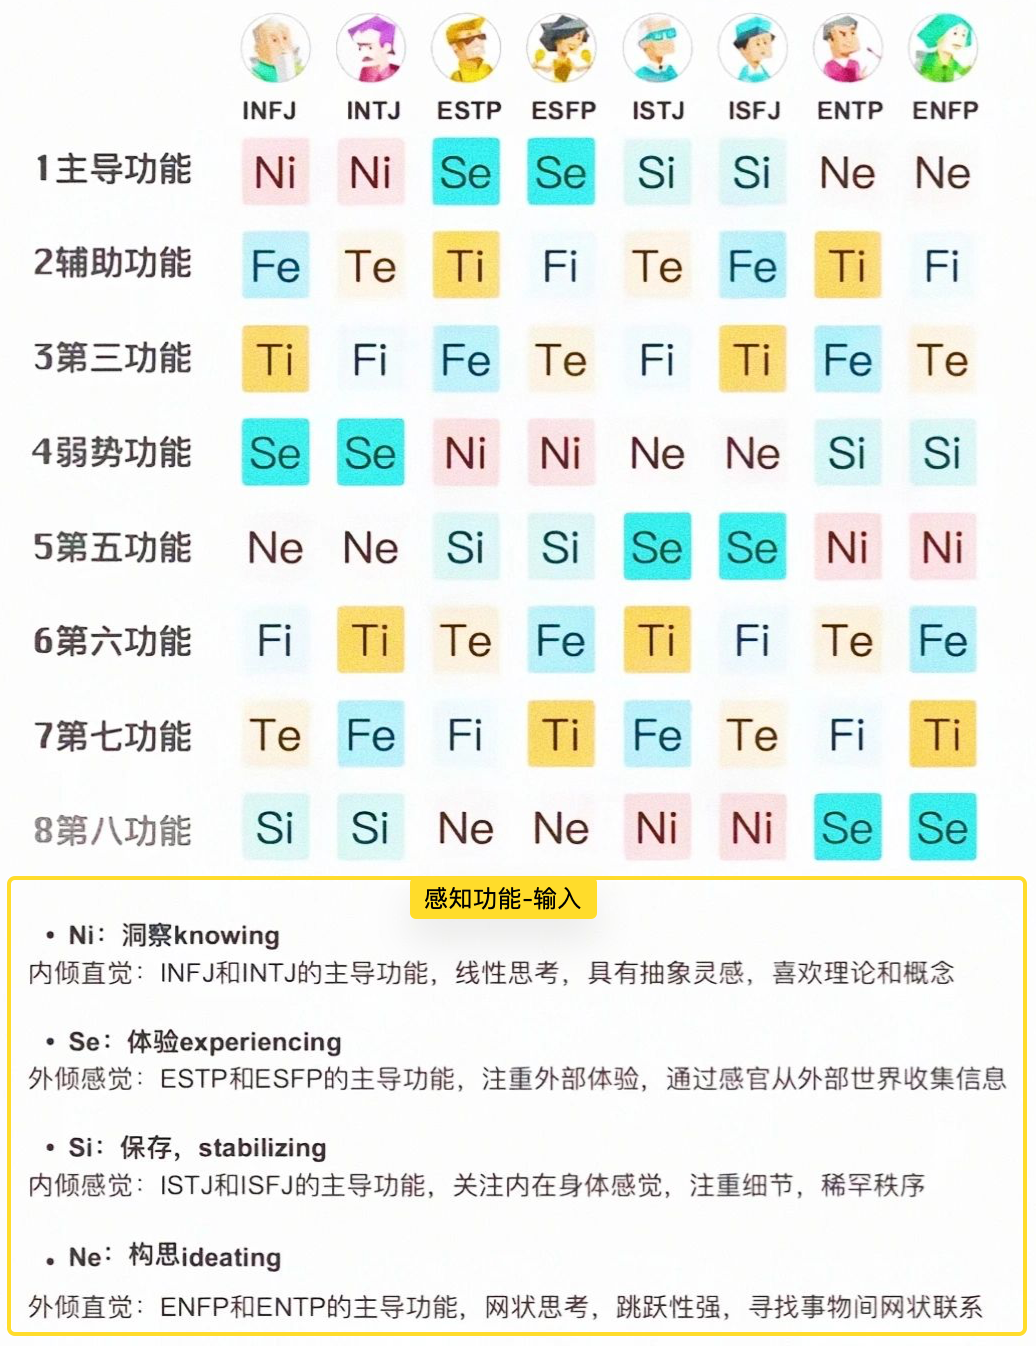 INFJ INTJ ESTP ESFP ISTJ ISFJ ENTP ENFP
1主导功能 Ni Ni Se Se Si Si Ne Ne
2辅助功能 Fe Te Ti Fi Te Fe Ti Fi
3第三功能 Ti Fi Fe Te Fi Ti Fe Te
4弱势功能 Se Se Ni Ni Ne Ne Si Si
5第五功能 Ne Ne Si Si Se Se Ni Ni
6第六功能 Fi Ti Te Fe Ti Fi Te Fe
7第七功能 Te Fe Fi Ti Fe Te Fi Ti
8第八功能 Si Si Ne Ne Ni Ni Se Se
感知功能-输入
• Ni：洞察knowing
内倾直觉：INFJ和INTJ的主导功能，线性思考，具有抽象灵感，喜欢理论和概念
• Se：体验experiencing
外倾感觉：ESTP和ESFP的主导功能，注重外部体验，通过感官从外部世界收集信息
• Si：保存，stabilizing
内倾感觉：ISTJ和ISFJ的主导功能，关注内在身体感觉，注重细节，稀罕秩序
• Ne：构思ideating
外倾直觉：ENFP和ENTP的主导功能，网状思考，跳跃性强，寻找事物间网状联系